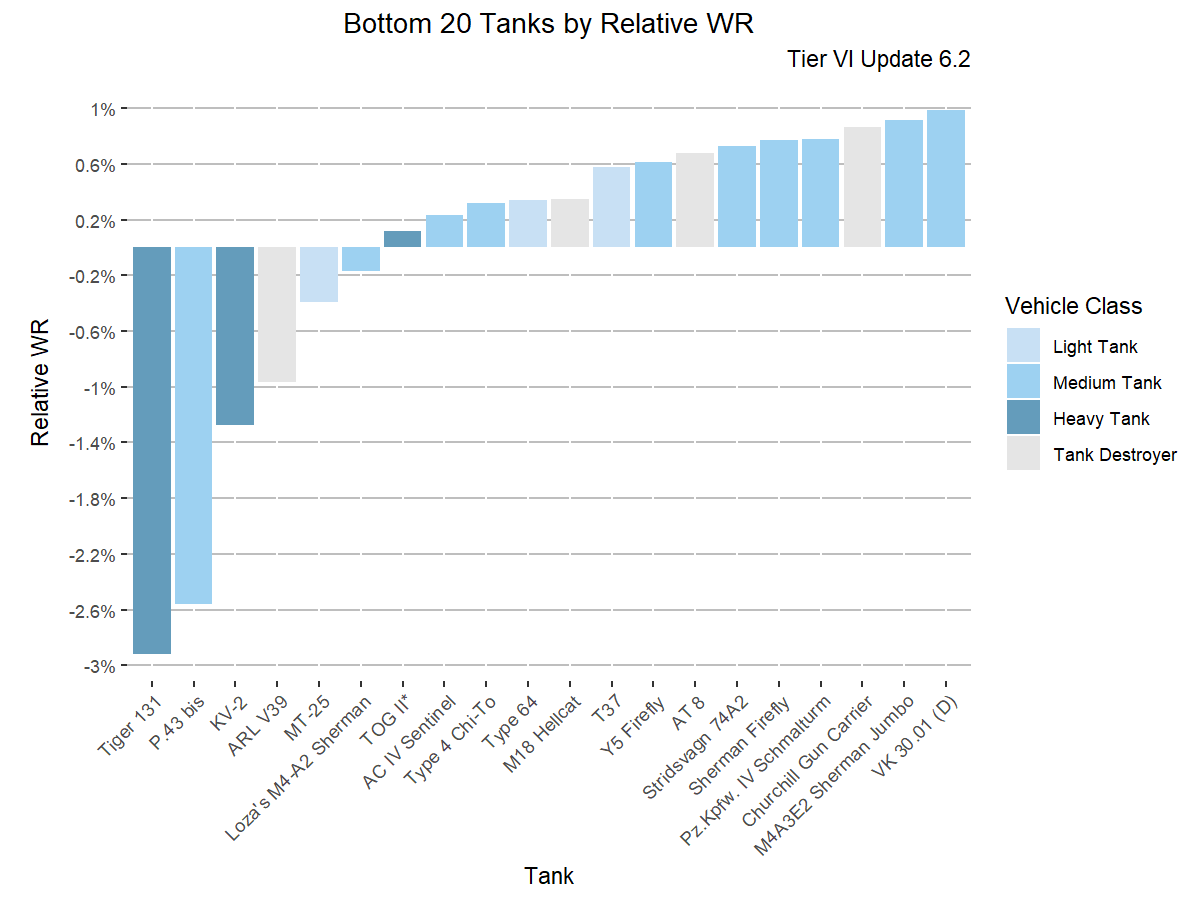 Bottom 20 Tanks by Relative WR
Tier VI Update 6.2
1%
0.6%
0.2%
-0.2%
-0.6%
-1%
-1.4%
-1.8%
-2.2%
-2.6%
-3%
Relative WR
Tiger 131
P.43 bis
KV-2
ARL V39
MT-25
Loza's M4-A2 Sherman
TOG II*
AC IV Sentinel
Type 4 Chi-To
Type 64
M18 Hellcat
T37
Y5 Firefly
AT 8
Stridsvagn 74A2
Sherman Firefly
Pz.Kpfw. IV Schmalturm
Churchill Gun Carrier
M4A3E2 Sherman Jumbo
VK 30.01 (D)
Tank
Vehicle Class
Light Tank
Medium Tank
Heavy Tank
Tank Destroyer